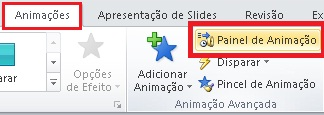 Animações Apresentação de Slides Revisão
Opções de Efeito
Adicionar Animação
Painel de Animação
Disparar
Pincel de Animação
Animação Avançada